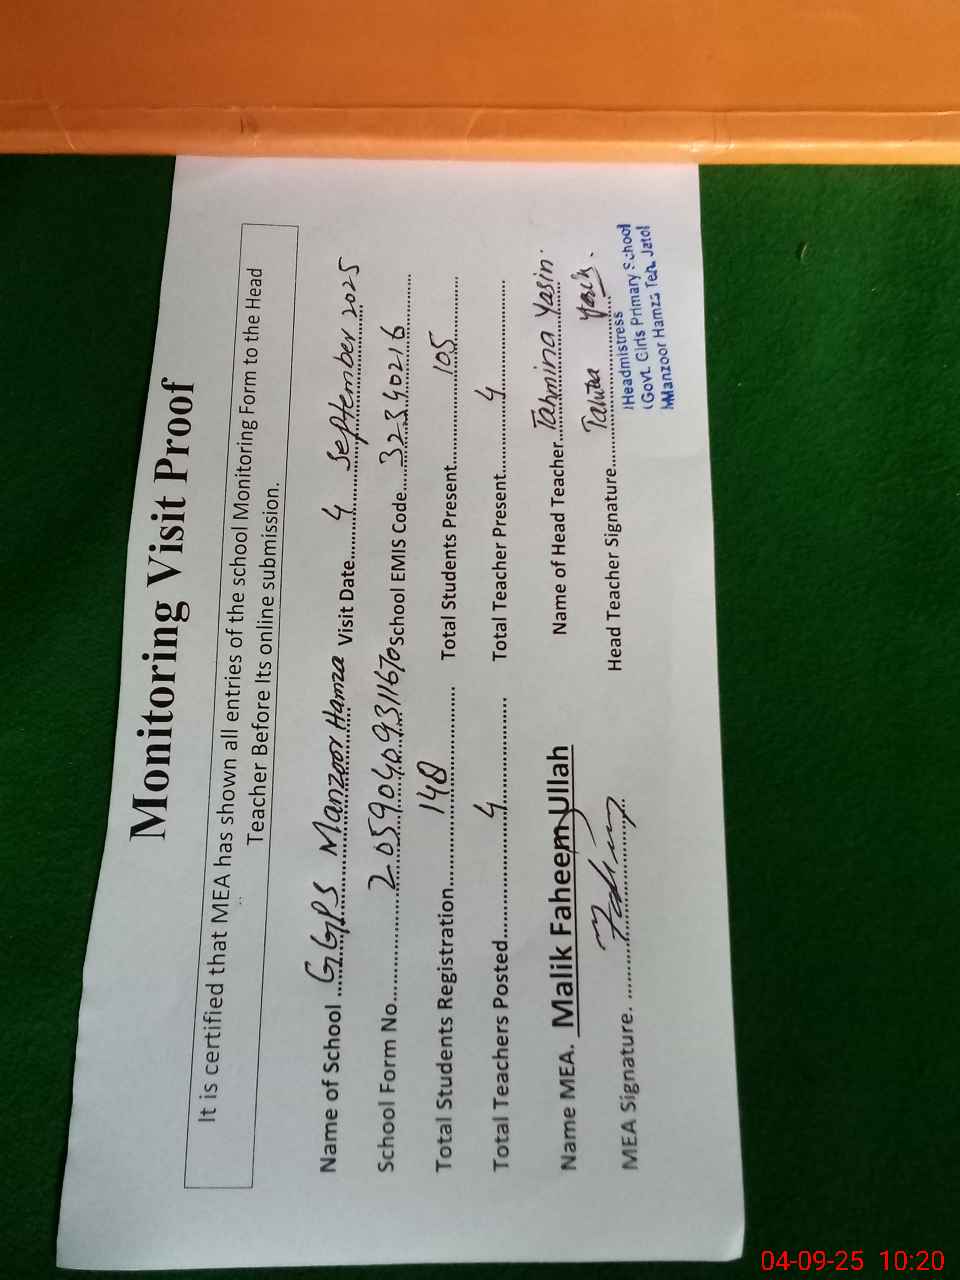 Monitoring Visit Proof
It is certified that MEA has shown all entries of the school Monitoring Form to the Head
Teacher Before Its online submission.
Name of School ......GGPS Manzoor Hamza Visit Date.........4 September 2025
School Form No................20590409311670 School EMIS Code....32340216
Total Students Registration............148.............. Total Students Present...............105............
Total Teachers Posted...................4................... Total Teacher Present.............4....................
Name MEA. Malik Faheem Ullah Name of Head Teacher. Tahmina Yasin.
MEA Signature. .............................. Head Teacher Signature...............................
Headmistress
Govt. Girls Primary School
Manzoor Hamza Teh. Jatoi
04-09-25 10:20